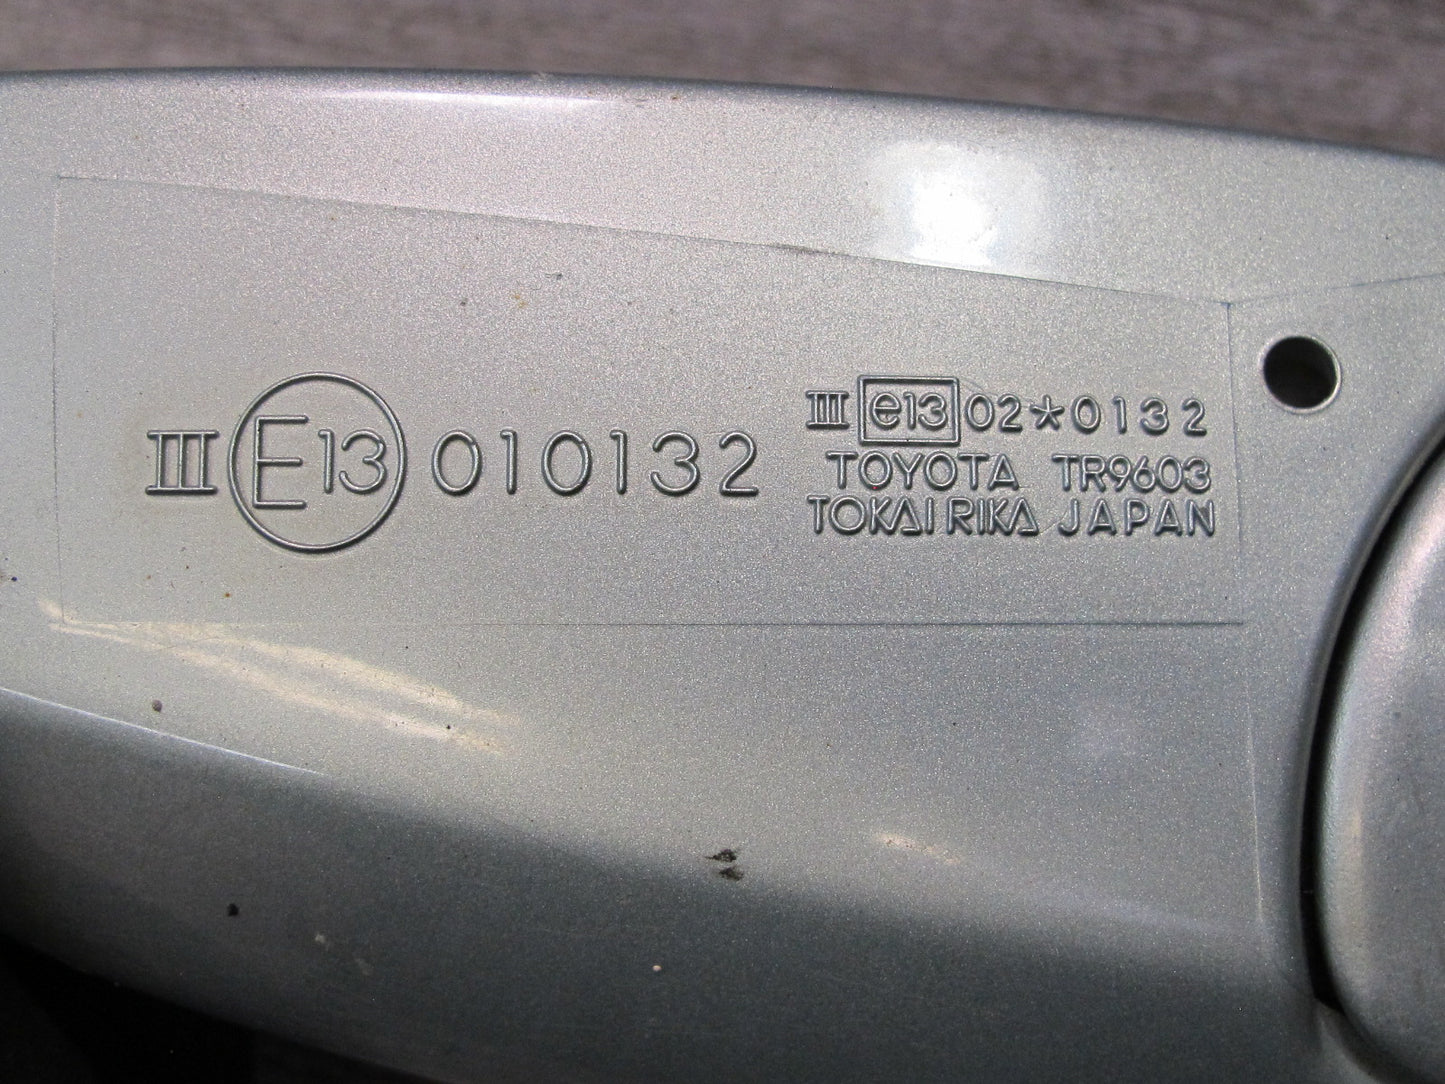 III E13 010132
III e13 02*0132
TOYOTA TR9603
TOKAI RIKA JAPAN